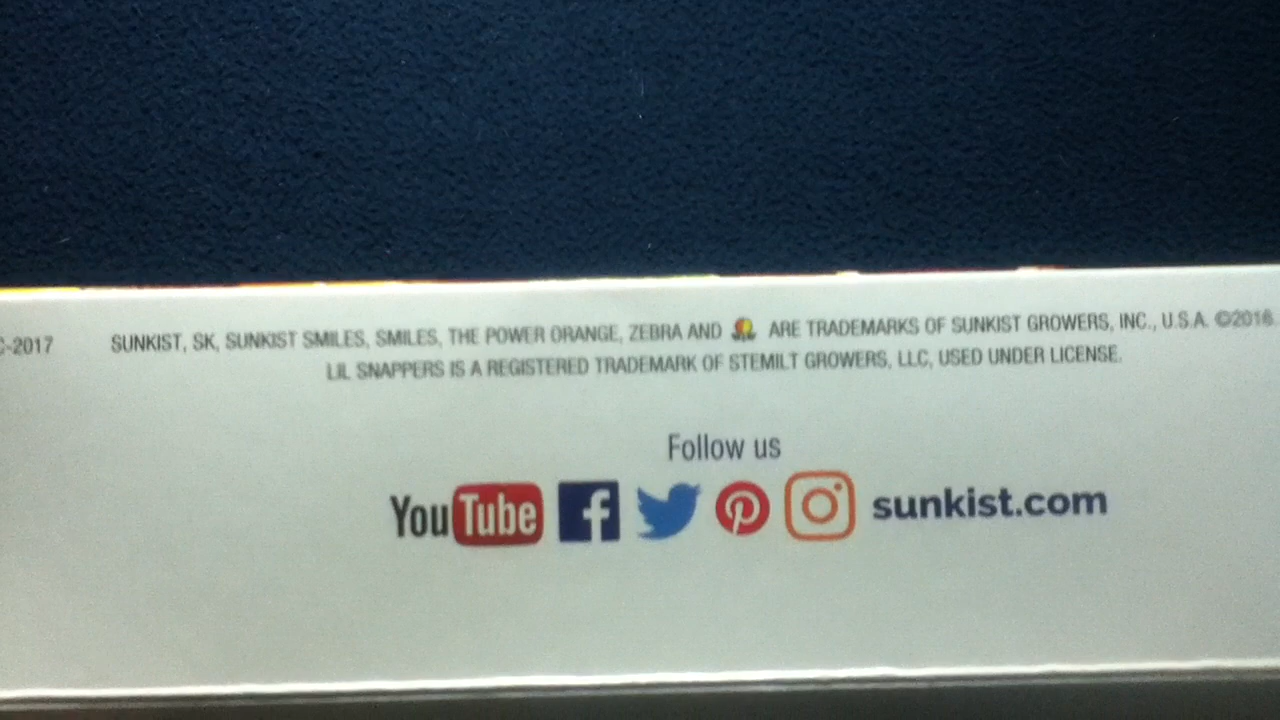 C-2017 SUNKIST, SK, SUNKIST SMILES, SMILES, THE POWER ORANGE, ZEBRA AND ARE TRADEMARKS OF SUNKIST GROWERS, INC., U.S.A. ©2016
LIL SNAPPERS IS A REGISTERED TRADEMARK OF STEMILT GROWERS, LLC, USED UNDER LICENSE.
Follow us
YouTube f sunkist.com